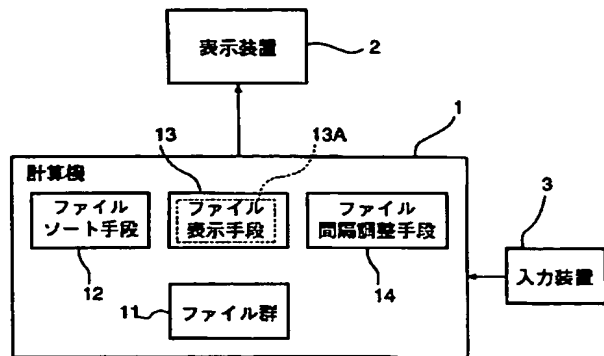 表示装置
2
1
13
13A
計算機
ファイル
ソート手段
ファイル
表示手段
ファイル
間隔調整手段
3
12
14
入力装置
11
ファイル群